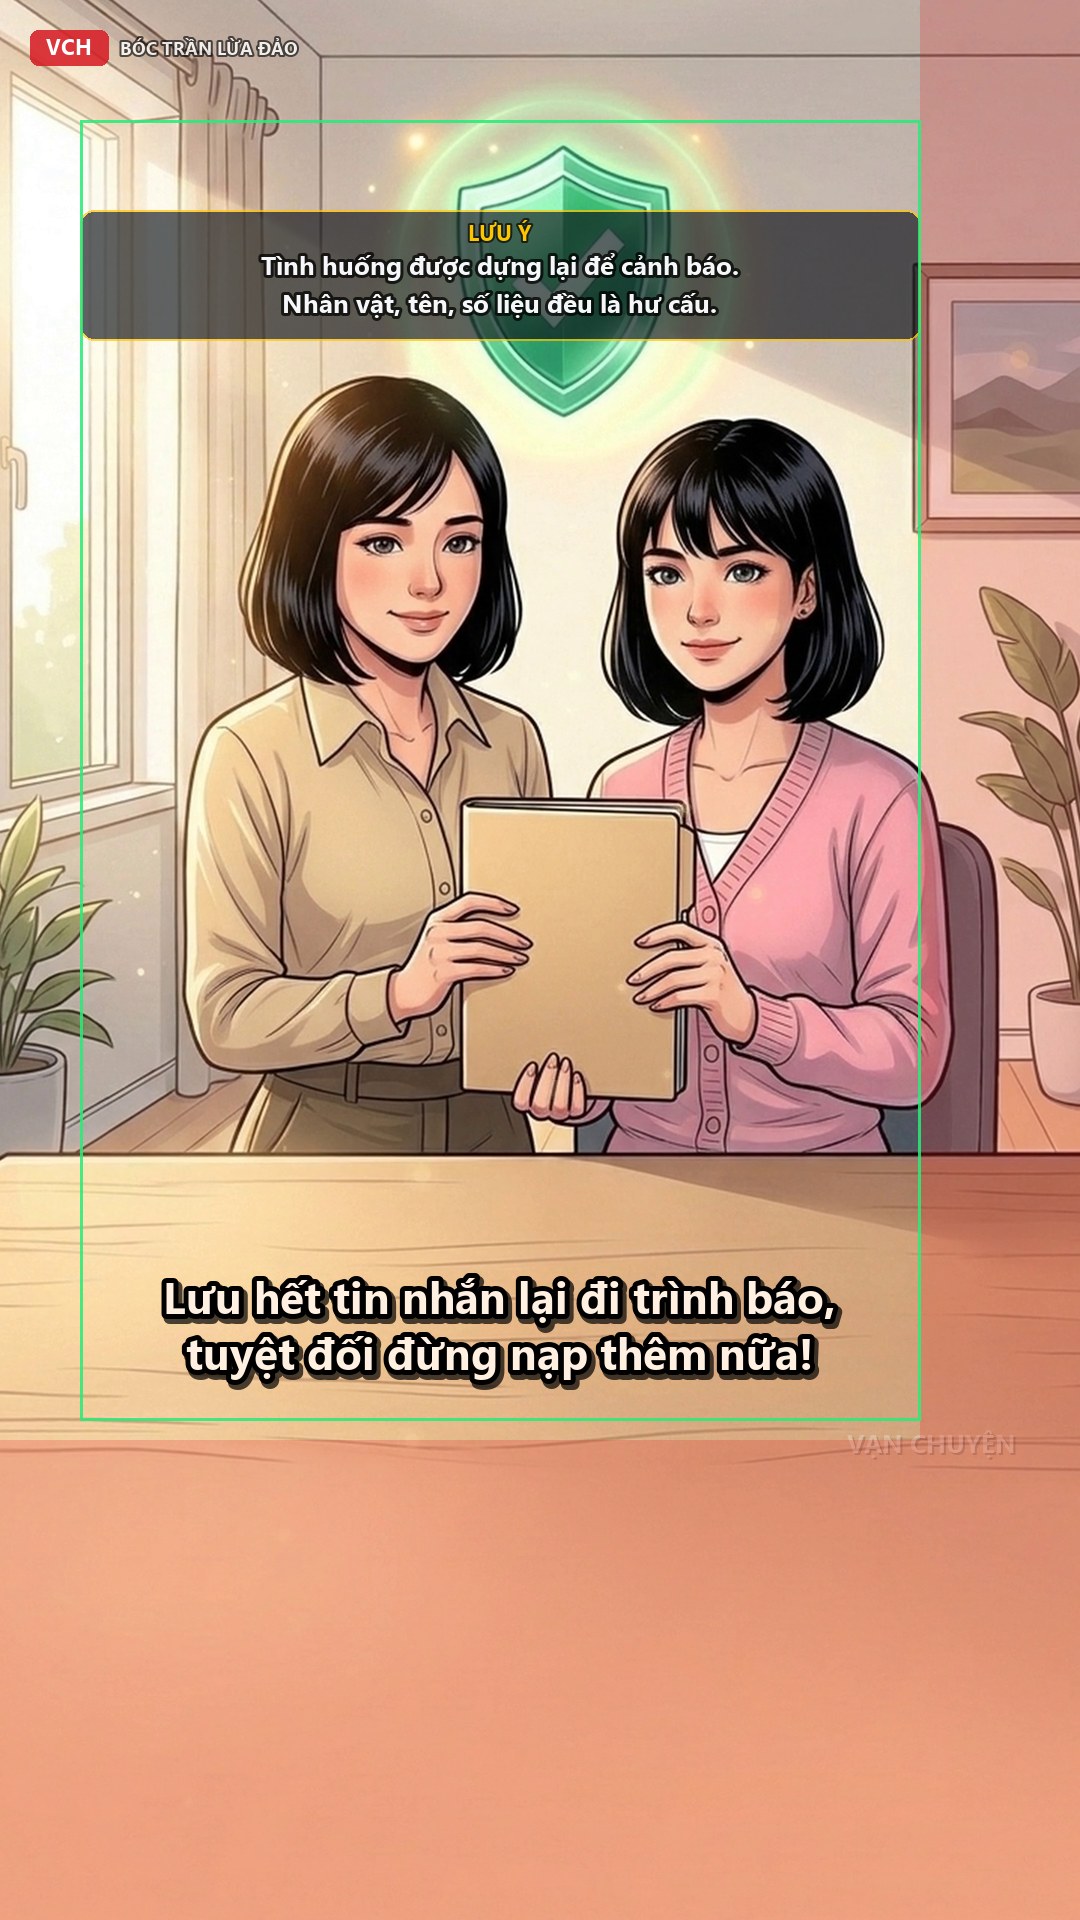 VCH BÓC TRẦN LỪA ĐẢO
LƯU Ý
Tình huống được dựng lại để cảnh báo.
Nhân vật, tên, số liệu đều là hư cấu.
Lưu hết tin nhắn lại đi trình báo,
tuyệt đối đừng nạp thêm nữa!
VẠN CHUYỆN